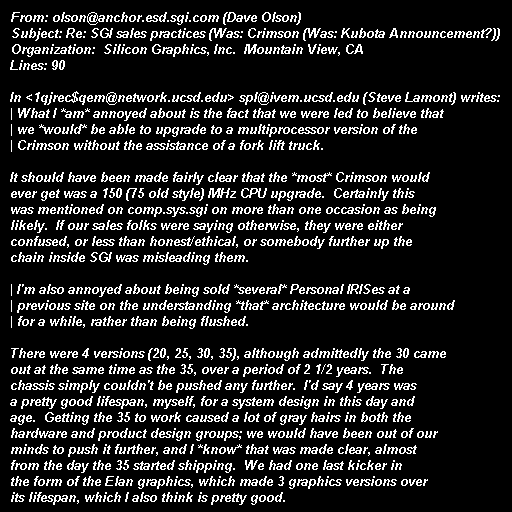 From: olson@anchor.esd.sgi.com (Dave Olson)
Subject: Re: SGI sales practices (Was: Crimson (Was: Kubota Announcement?))
Organization:  Silicon Graphics, Inc.  Mountain View, CA
Lines: 90

In <1qjrec$qem@network.ucsd.edu> spl@ivem.ucsd.edu (Steve Lamont) writes:
| What I *am* annoyed about is the fact that we were led to believe that
| we *would* be able to upgrade to a multiprocessor version of the
| Crimson without the assistance of a fork lift truck.

It should have been made fairly clear that the *most* Crimson would
ever get was a 150 (75 old style) MHz CPU upgrade.  Certainly this
was mentioned on comp.sys.sgi on more than one occasion as being
likely.  If our sales folks were saying otherwise, they were either
confused, or less than honest/ethical, or somebody further up the
chain inside SGI was misleading them.

| I'm also annoyed about being sold *several* Personal IRISes at a
| previous site on the understanding *that* architecture would be around
| for a while, rather than being flushed.

There were 4 versions (20, 25, 30, 35), although admittedly the 30 came
out at the same time as the 35, over a period of 2 1/2 years.  The
chassis simply couldn't be pushed any further.  I'd say 4 years was
a pretty good lifespan, myself, for a system design in this day and
age.  Getting the 35 to work caused a lot of gray hairs in both the
hardware and product design groups; we would have been out of our
minds to push it further, and I *know* that was made clear, almost
from the day the 35 started shipping.  We had one last kicker in
the form of the Elan graphics, which made 3 graphics versions over
its lifespan, which I also think is pretty good.